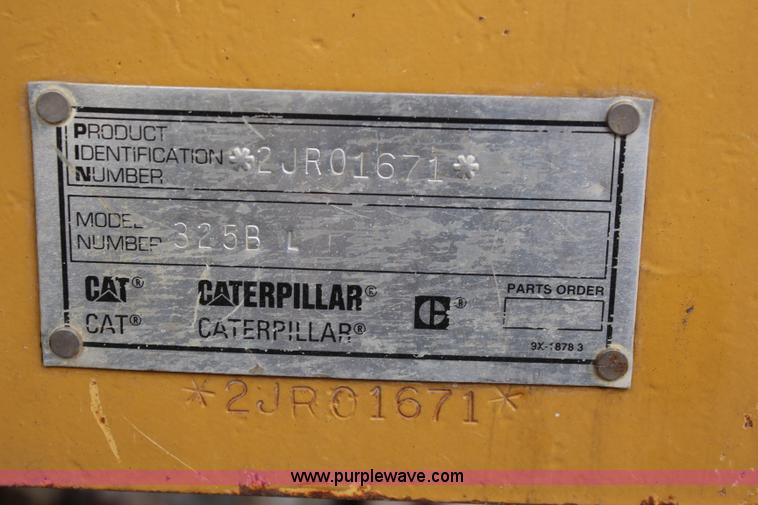 PRODUCT
IDENTIFICATION *2JR01671*
NUMBER
MODEL
NUMBER 325B L
CAT® CATERPILLAR® C® PARTS ORDER
CAT® CATERPILLAR®
9X-1878 3
*2JR01671*
www.purplewave.com